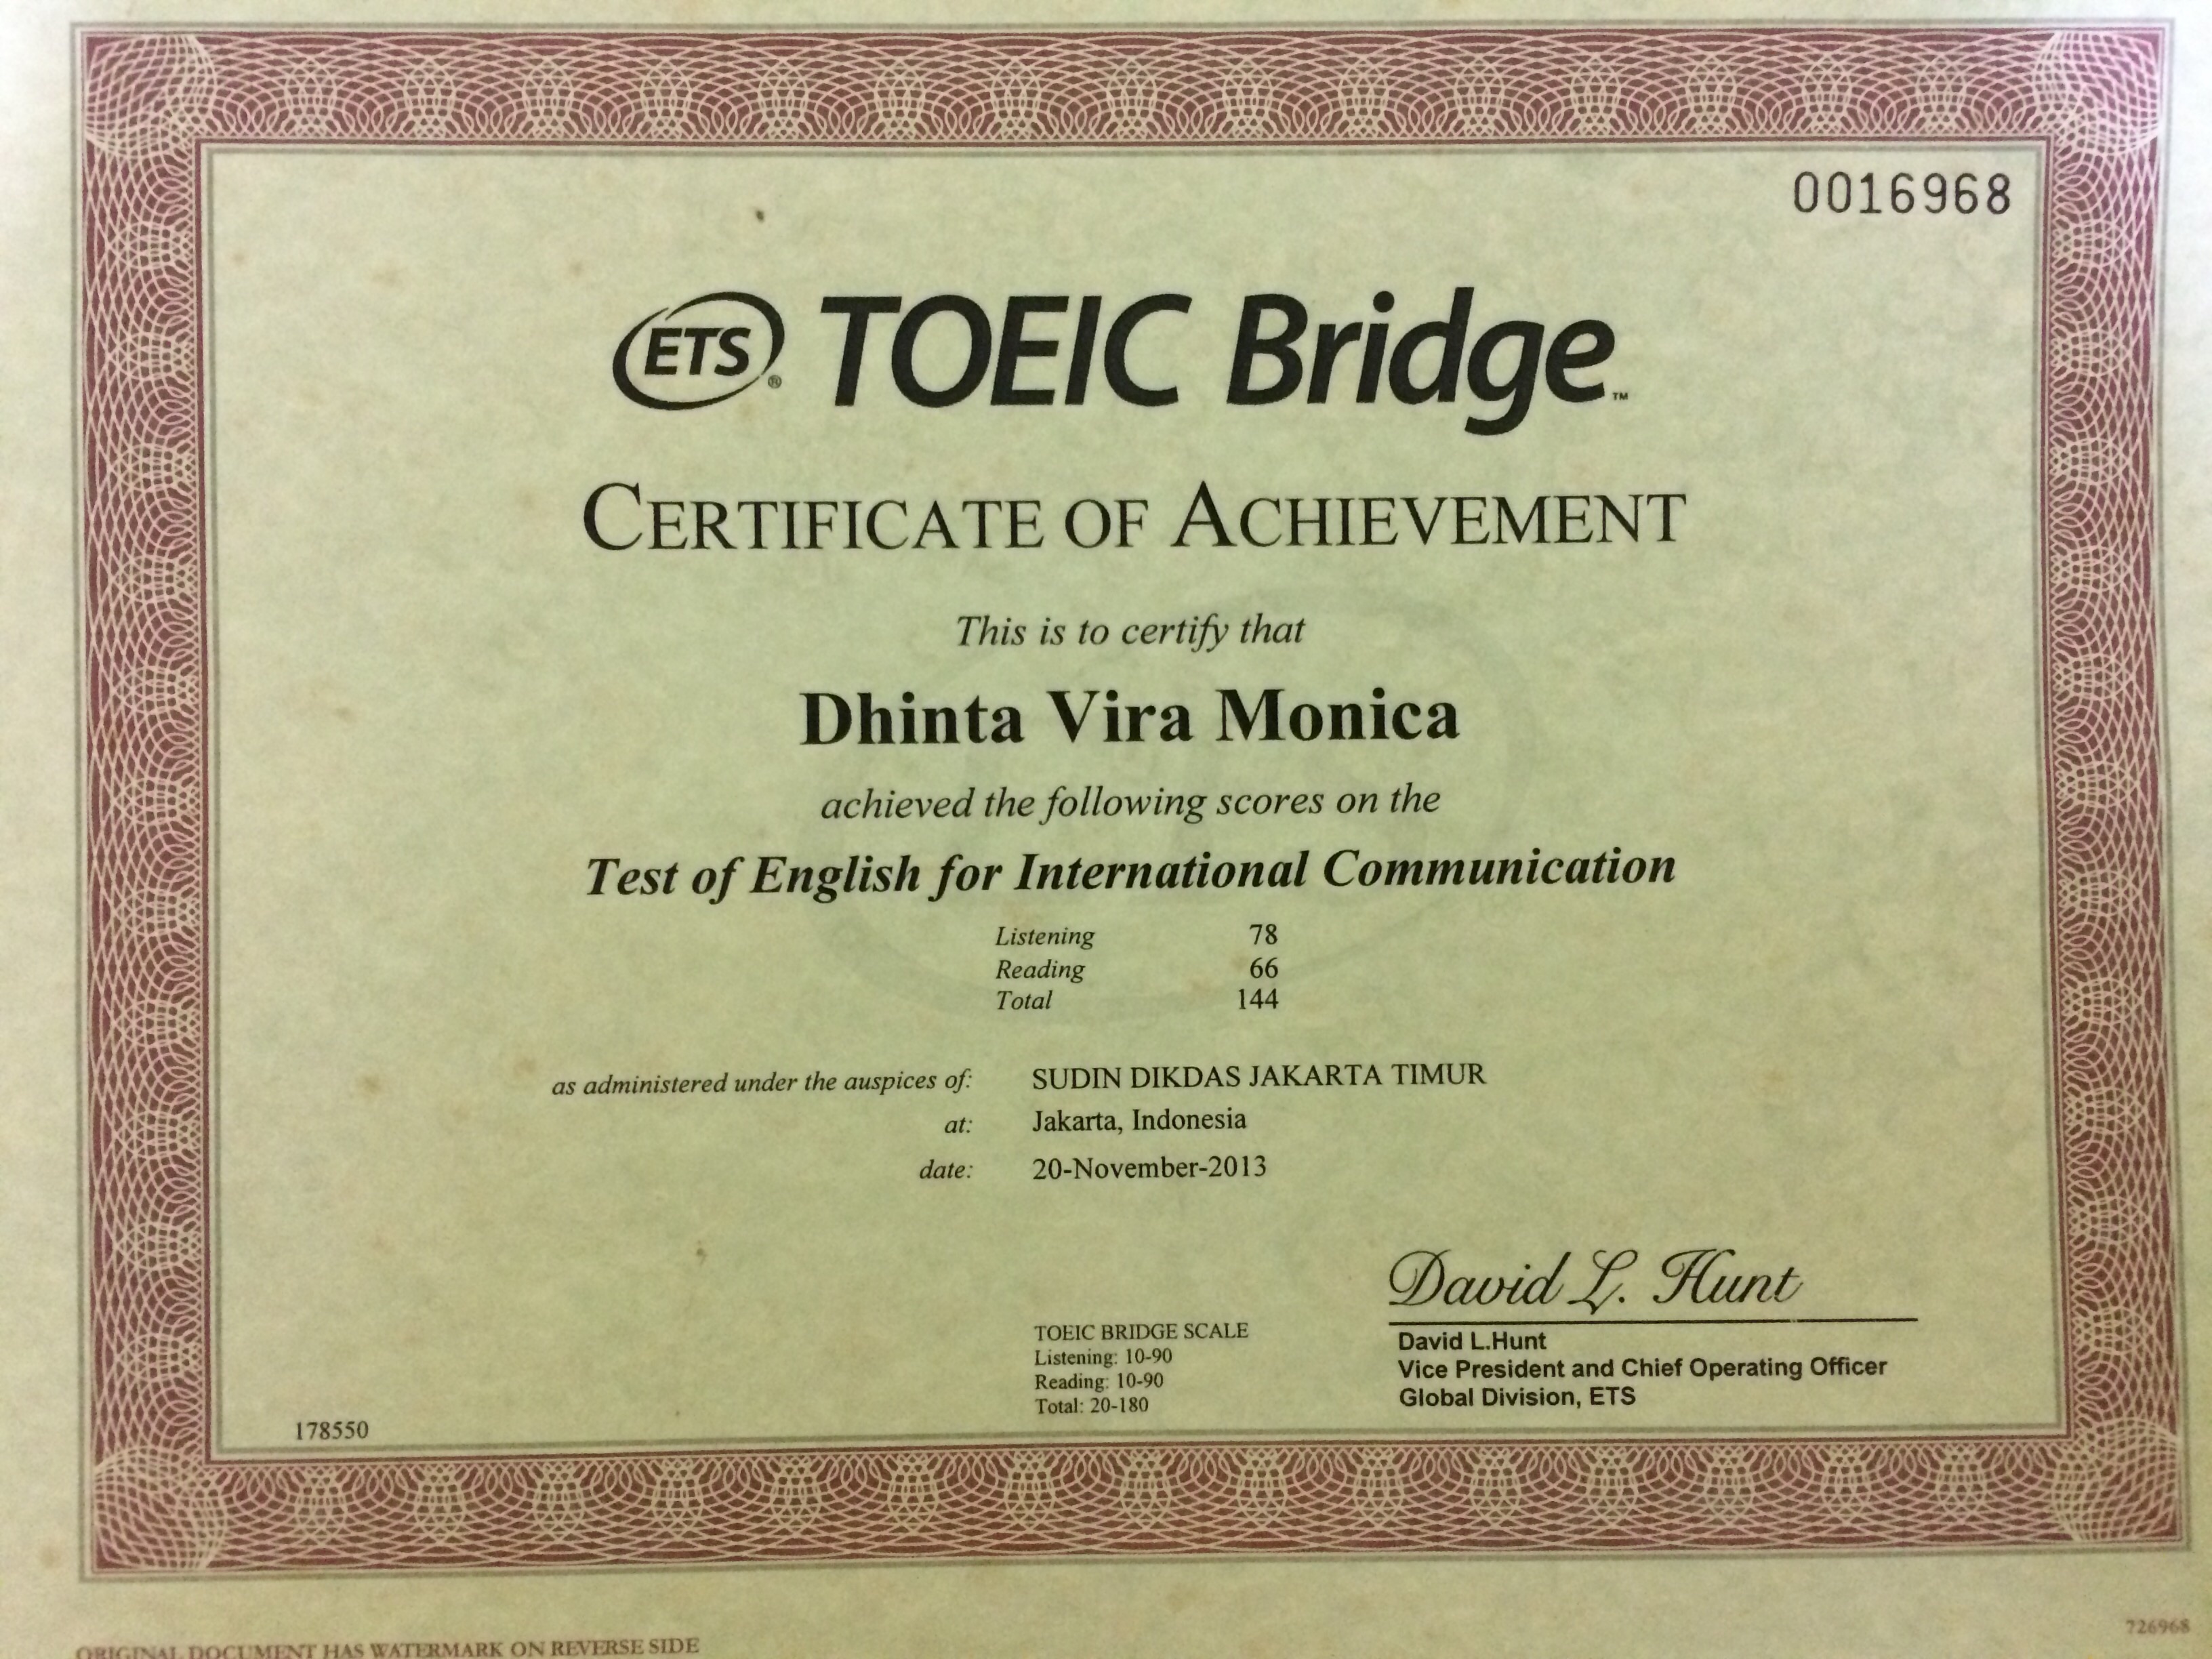 0016968
ETS® TOEIC Bridge™
CERTIFICATE OF ACHIEVEMENT
This is to certify that
Dhinta Vira Monica
achieved the following scores on the
Test of English for International Communication
Listening 78
Reading 66
Total 144
as administered under the auspices of: SUDIN DIKDAS JAKARTA TIMUR
at: Jakarta, Indonesia
date: 20-November-2013
TOEIC BRIDGE SCALE
Listening: 10-90
Reading: 10-90
Total: 20-180
David L. Hunt
David L.Hunt
Vice President and Chief Operating Officer
Global Division, ETS
178550
ORIGINAL DOCUMENT HAS WATERMARK ON REVERSE SIDE
726968